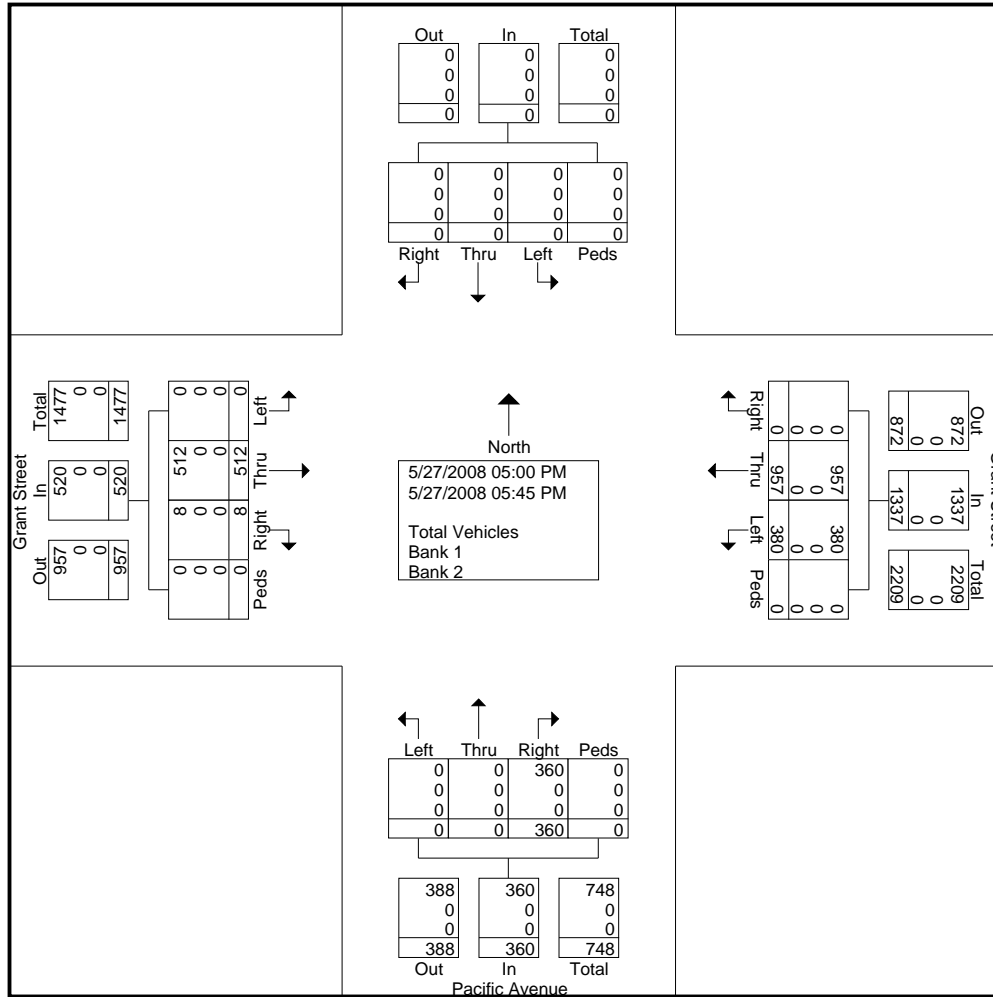 Out In Total
0 0 0
0 0 0
0 0 0
0 0 0
0 0 0 0
0 0 0 0
0 0 0 0
0 0 0 0
Right Thru Left Peds
Grant Street
Total In Out
1477 520 957
0 0 0
0 0 0
1477 520 957
0 512 8 0
0 0 0 0
0 0 0 0
0 512 8 0
Left Thru Right Peds
North
5/27/2008 05:00 PM
5/27/2008 05:45 PM
Total Vehicles
Bank 1
Bank 2
Right Thru Left Peds
0 957 380 0
0 0 0 0
0 0 0 0
0 957 380 0
Out In Total
872 1337 2209
0 0 0
0 0 0
872 1337 2209
Left Thru Right Peds
0 0 360 0
0 0 0 0
0 0 0 0
0 0 360 0
388 360 748
0 0 0
0 0 0
388 360 748
Out In Total
Pacific Avenue